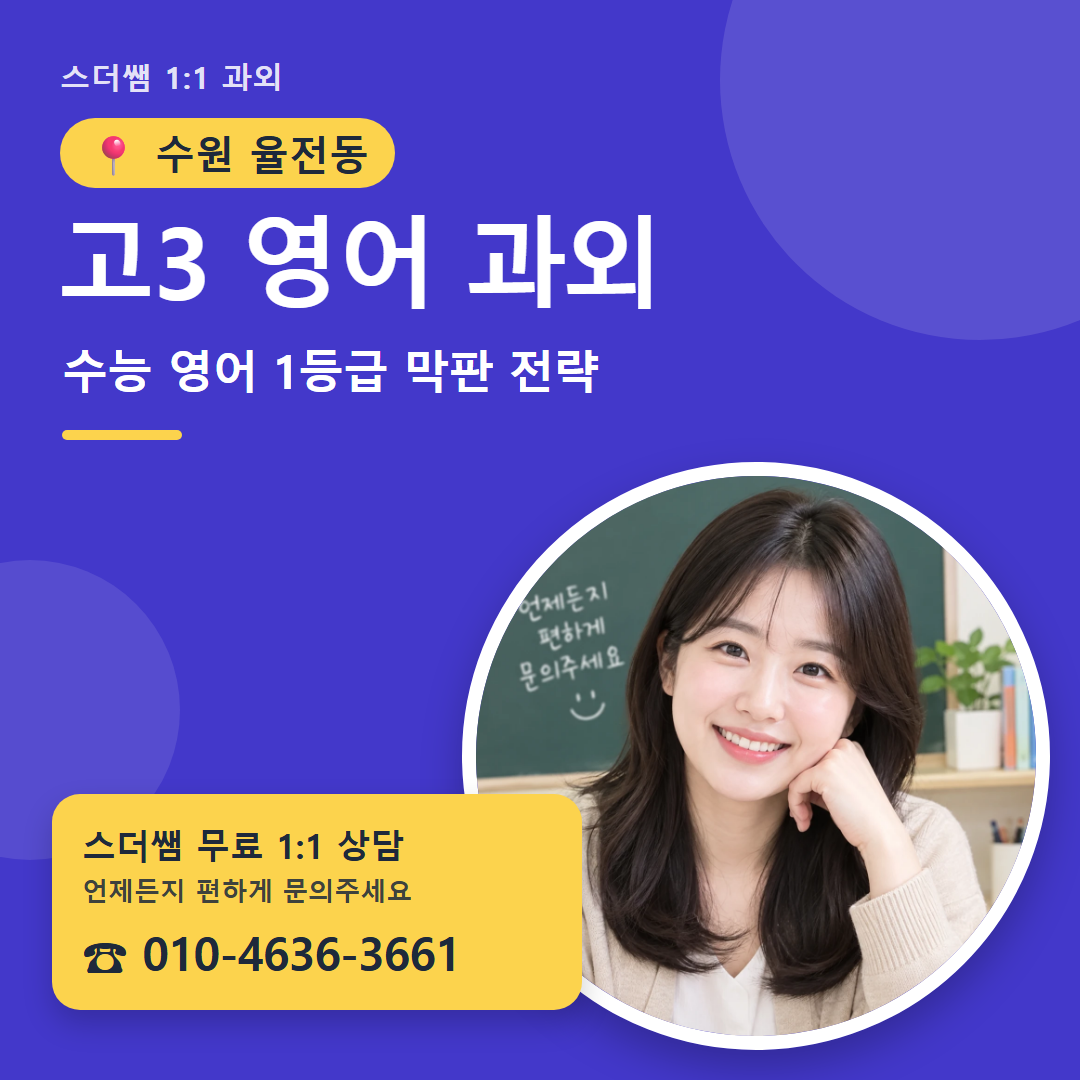 스더쌤 1:1 과외
📍 수원 율전동
고3 영어 과외
수능 영어 1등급 막판 전략
언제든지
편하게
문의주세요
스더쌤 무료 1:1 상담
언제든지 편하게 문의주세요
☎ 010-4636-3661